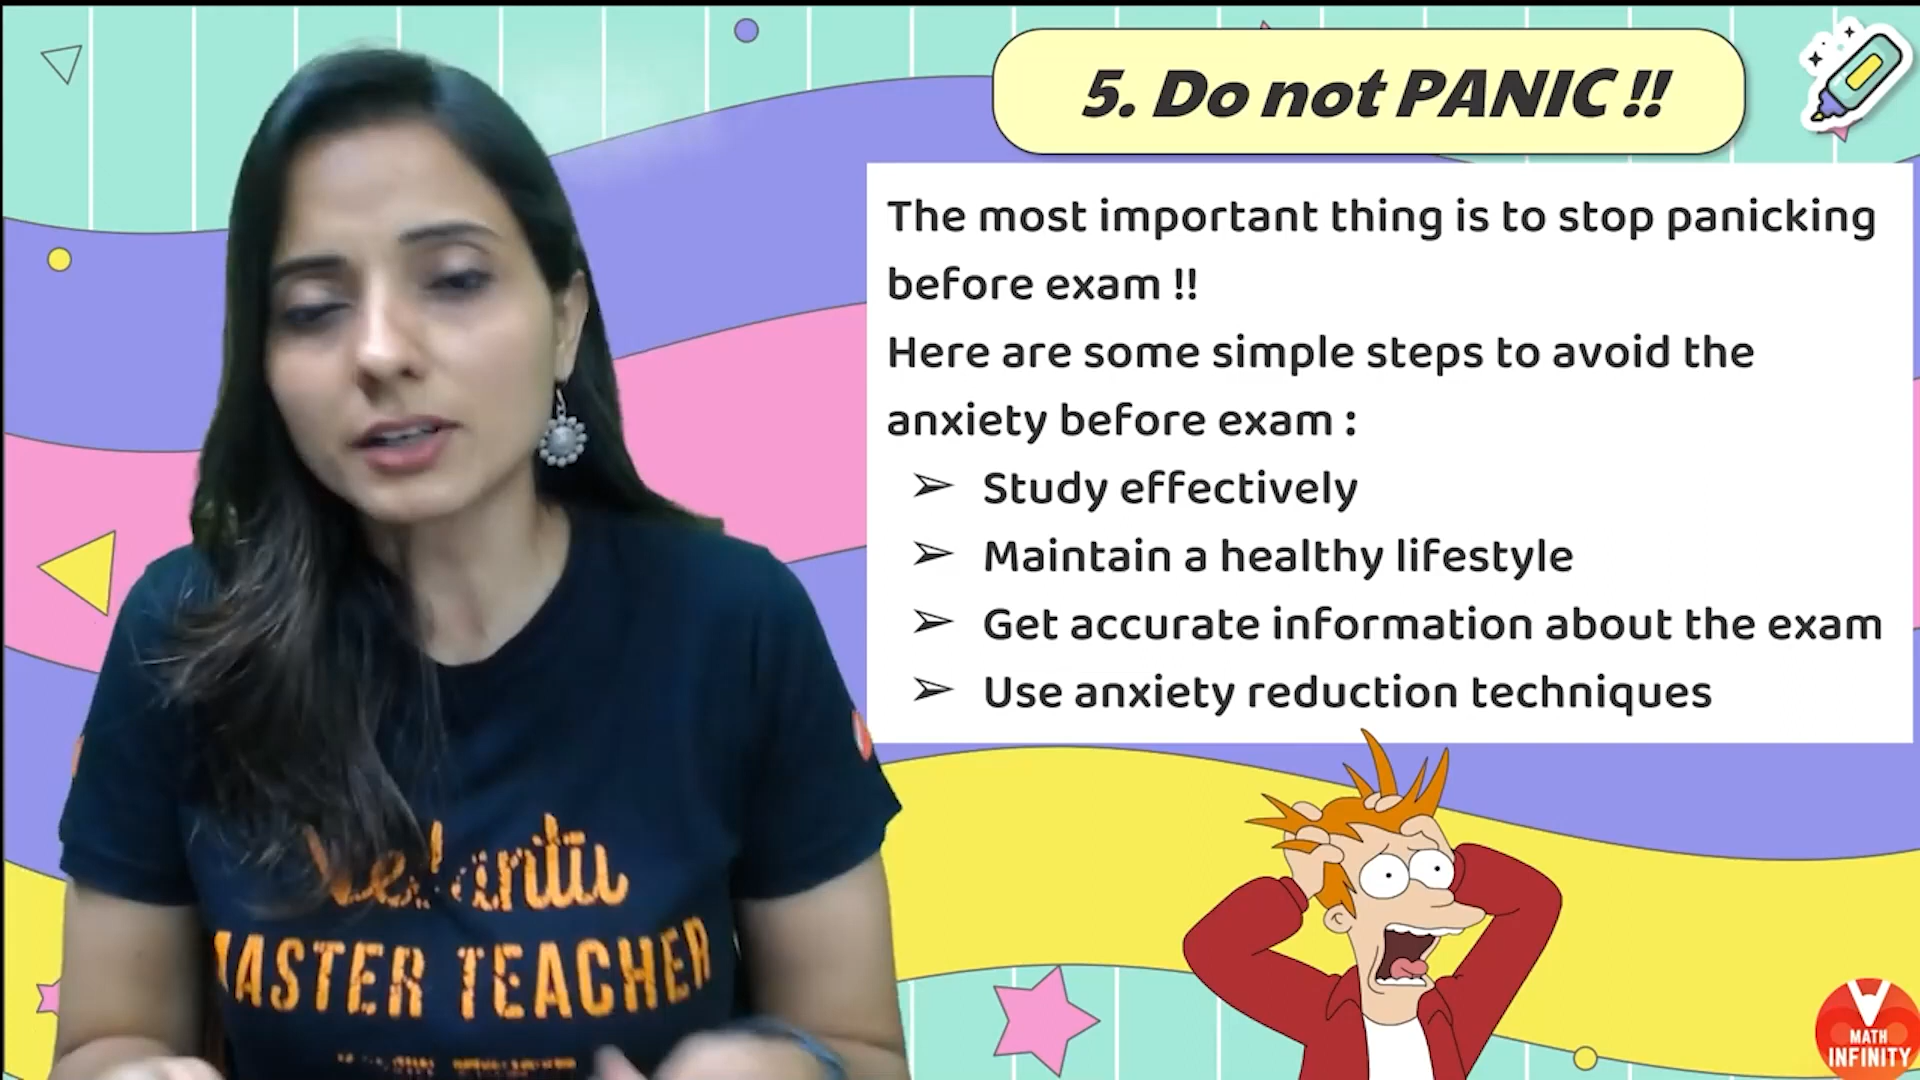 5. Do not PANIC !!
The most important thing is to stop panicking
before exam !!
Here are some simple steps to avoid the
anxiety before exam :
➢ Study effectively
➢ Maintain a healthy lifestyle
➢ Get accurate information about the exam
➢ Use anxiety reduction techniques
MASTER TEACHER
MATH
INFINITY